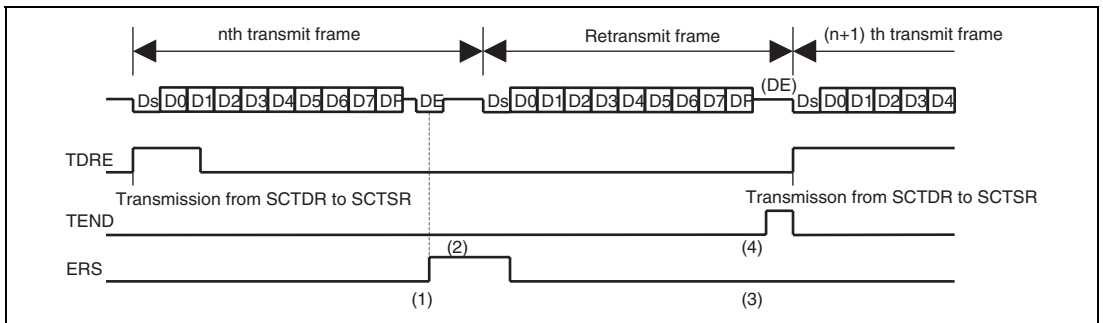 nth transmit frame Retransmit frame (n+1) th transmit frame
(DE)
Ds D0 D1 D2 D3 D4 D5 D6 D7 DP DE Ds D0 D1 D2 D3 D4 D5 D6 D7 DP Ds D0 D1 D2 D3 D4
TDRE
Transmission from SCTDR to SCTSR Transmisson from SCTDR to SCTSR
TEND
(2) (4)
ERS
(1) (3)